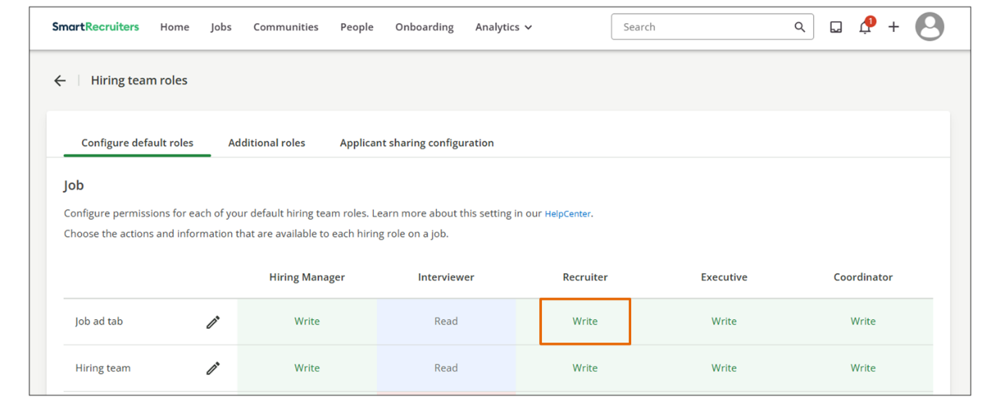 SmartRecruiters Home Jobs Communities People Onboarding Analytics Search 1
Hiring team roles
Configure default roles Additional roles Applicant sharing configuration
Job
Configure permissions for each of your default hiring team roles. Learn more about this setting in our HelpCenter.
Choose the actions and information that are available to each hiring role on a job.
Hiring Manager Interviewer Recruiter Executive Coordinator
Job ad tab Write Read Write Write Write
Hiring team Write Read Write Write Write